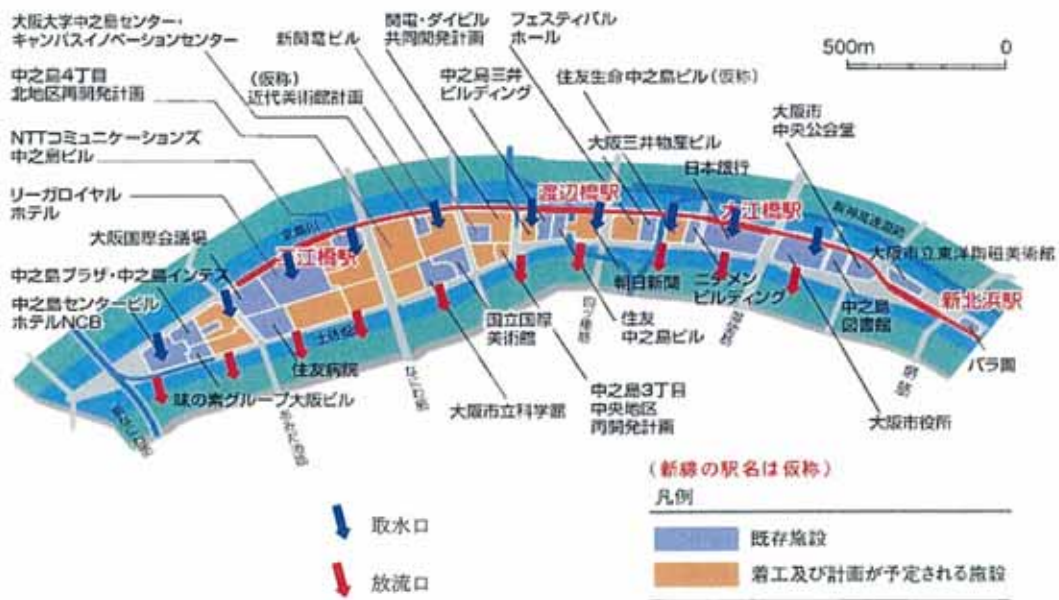 大阪大学中之島センター・
キャンパスイノベーションセンター
新関電ビル
関電・ダイビル
共同開発計画
フェスティバル
ホール
500m
0
中之島4丁目
北地区再開発計画
(仮称)
近代美術館計画
中之島三井
ビルディング
住友生命中之島ビル(仮称)
大阪市
中央公会堂
NTTコミュニケーションズ
中之島ビル
大阪三井物産ビル
日本銀行
リーガロイヤル
ホテル
渡辺橋駅
大江橋駅
大阪国際会議場
玉江橋駅
大阪市立東洋陶磁美術館
中之島プラザ・中之島インテス
朝日新聞
ニチメン
ビルディング
新北浜駅
中之島センタービル
ホテルNCB
土佐堀川
国立国際
美術館
住友
中之島ビル
中之島
図書館
住友病院
バラ園
味の素グループ大阪ビル
大阪市立科学館
中之島3丁目
中央地区
再開発計画
大阪市役所
(新線の駅名は仮称)
凡例
取水口
既存施設
放流口
着工及び計画が予定される施設